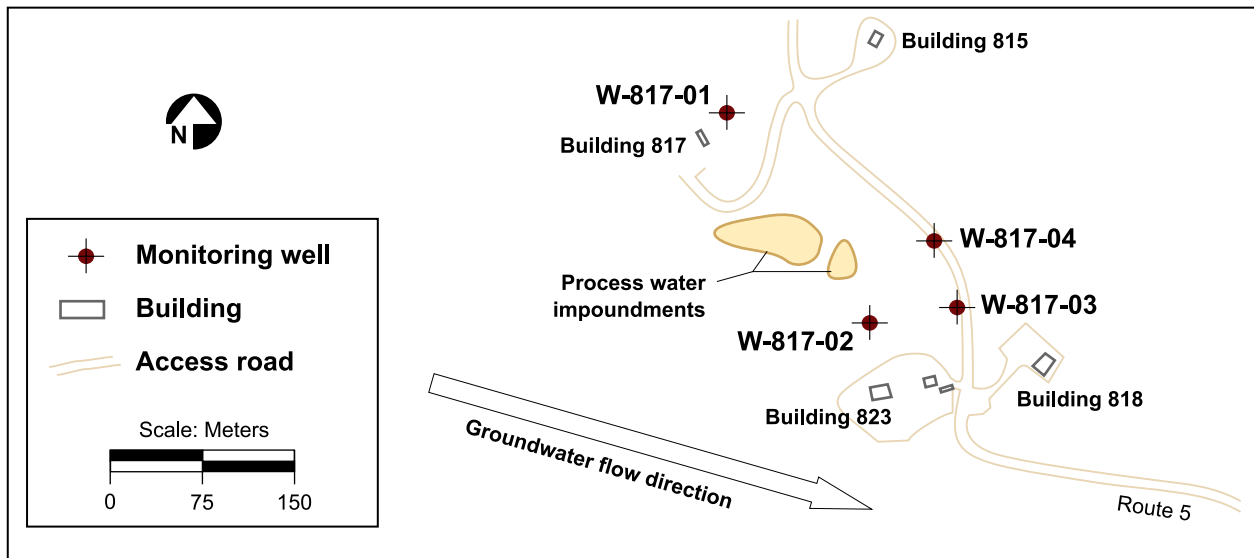 Building 815
W-817-01
N
Building 817
Monitoring well
W-817-04
Process water
impoundments
Building
W-817-03
W-817-02
Access road
Building 818
Building 823
Scale: Meters
Groundwater flow direction
0 75 150
Route 5